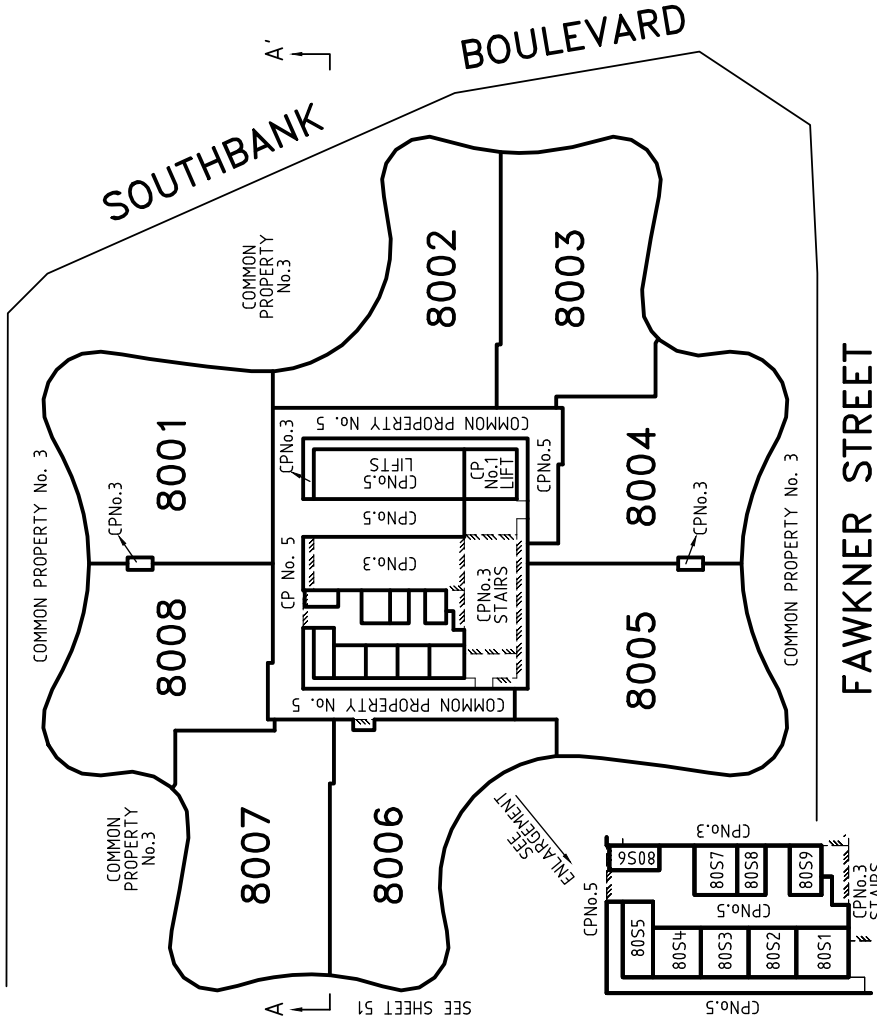 A'
BOULEVARD
SOUTHBANK
COMMON
PROPERTY
No.3
8002
8003
COMMON PROPERTY No. 3
8001
CPNo.3
8008
CPNo.3
COMMON PROPERTY No. 5
CPNo.5
LIFTS
CP
No.1
LIFT
CPNo.5
CPNo.5
CP No. 5
CPNo.3
CPNo.3
STAIRS
COMMON PROPERTY No. 5
8004
CPNo.3
8005
COMMON PROPERTY No. 3
FAWKNER STREET
COMMON
PROPERTY
No.3
8007
8006
SEE
ENLARGEMENT
A
SEE SHEET 51
CPNo.5
CPNo.3
80S6
80S7
80S8
80S9
CPNo.5
80S5
80S4
80S3
80S2
80S1
CPNo.3
STAIRS
CPNo.5